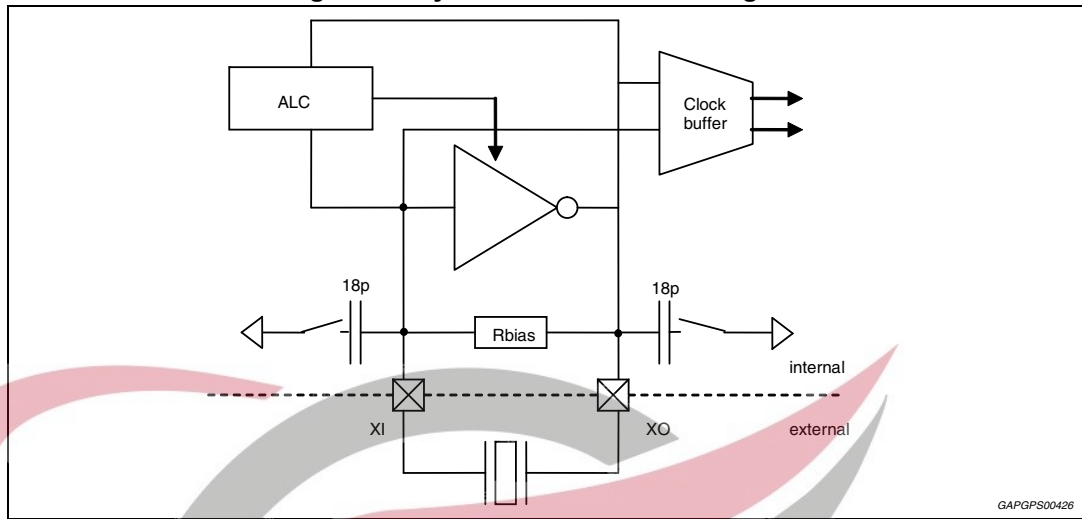 ALC
Clock
buffer
18p
18p
Rbias
internal
XI
XO
external
GAPGPS00426